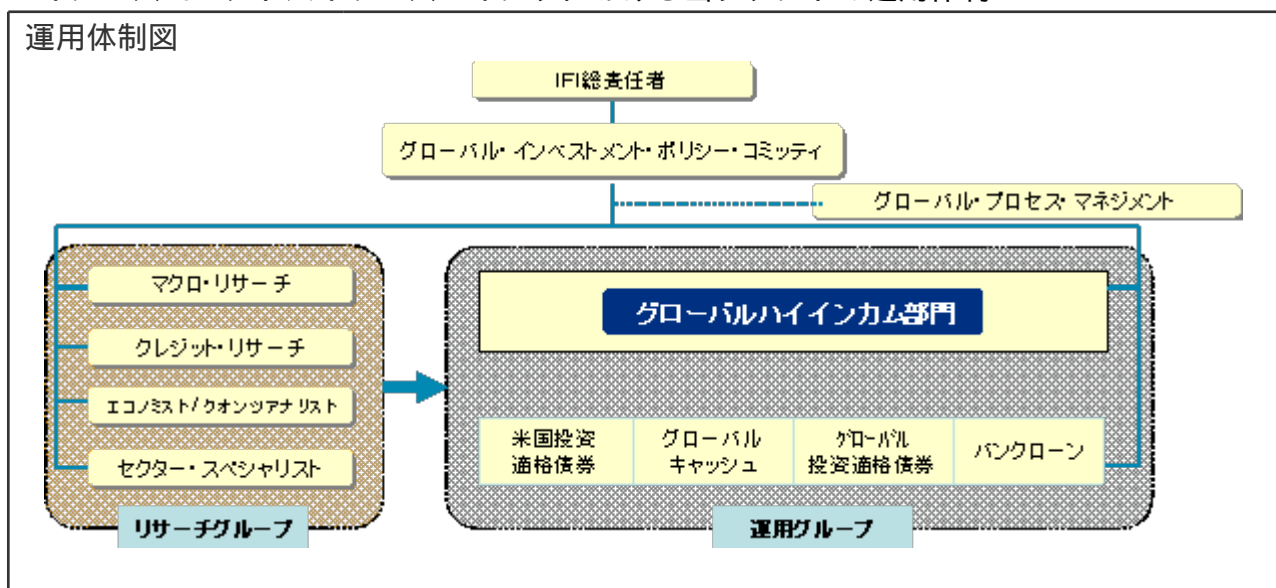 運用体制図
IFI総責任者
グローバル・インベストメント・ポリシー・コミッティ
グローバル・プロセス・マネジメント
マクロ・リサーチ
クレジット・リサーチ
エコノミスト/クオンツアナリスト
セクター・スペシャリスト
リサーチグループ
グローバルハイインカム部門
米国投資
適格債券
グローバル
キャッシュ
グローバル
投資適格債券
バンクローン
運用グループ